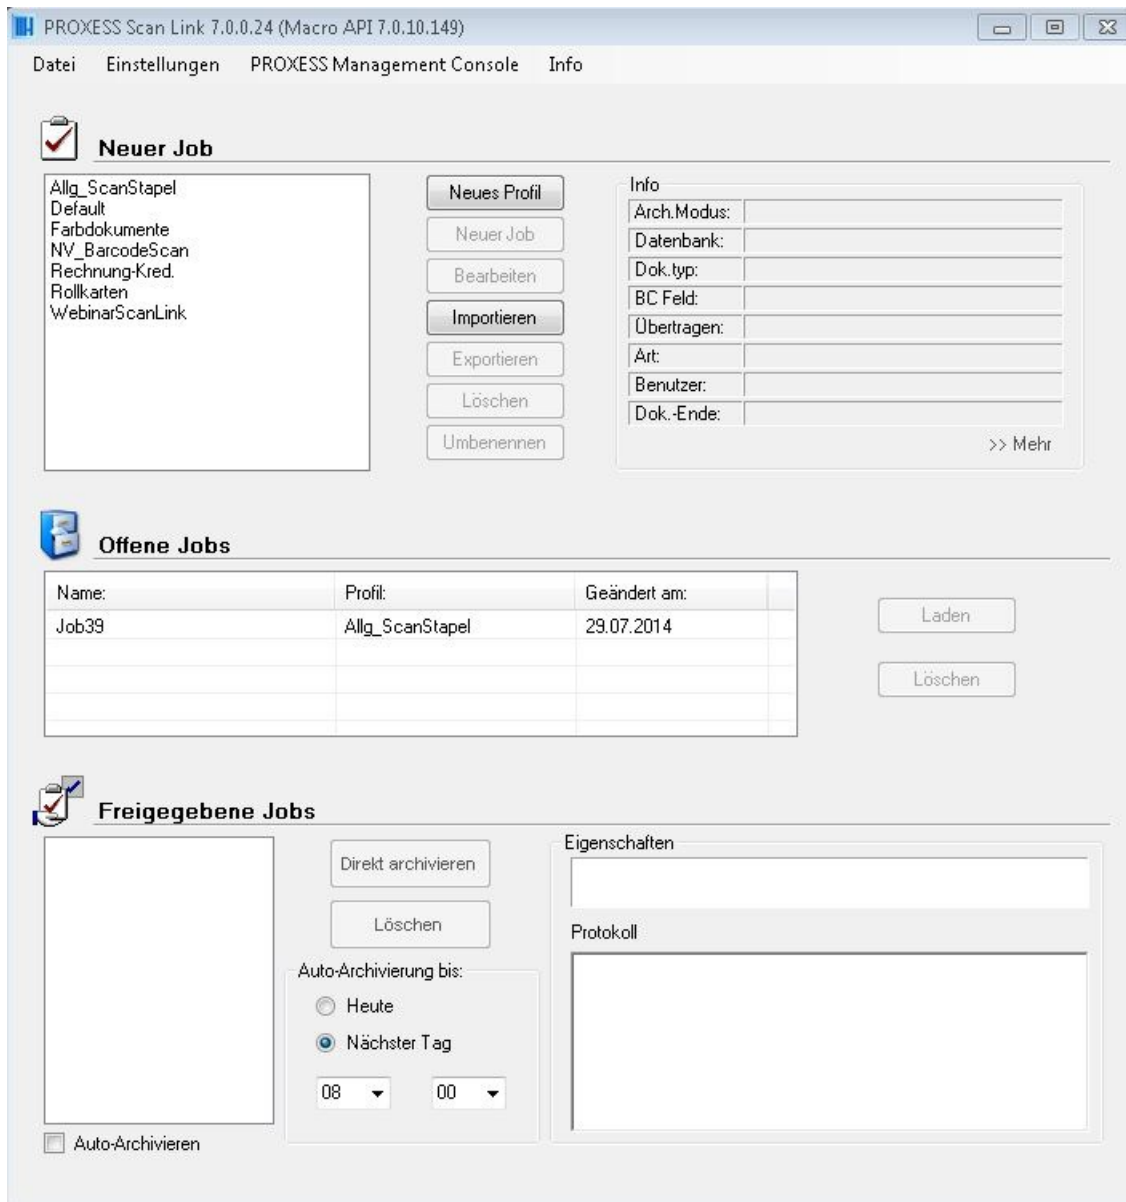 PROXESS Scan Link 7.0.0.24 (Macro API 7.0.10.149)
Datei Einstellungen PROXESS Management Console Info
Neuer Job
Allg_ScanStapel
Default
Farbdokumente
NV_BarcodeScan
Rechnung-Kred.
Rollkarten
WebinarScanLink
Neues Profil
Neuer Job
Bearbeiten
Importieren
Exportieren
Löschen
Umbenennen
Info
Arch.Modus:
Datenbank:
Dok.typ:
BC Feld:
Übertragen:
Art:
Benutzer:
Dok.-Ende:
>> Mehr
Offene Jobs
Name: Profil: Geändert am:
Job39 Allg_ScanStapel 29.07.2014
Laden
Löschen
Freigegebene Jobs
Direkt archivieren
Löschen
Auto-Archivierung bis:
Heute
Nächster Tag
08 00
Auto-Archivieren
Eigenschaften
Protokoll